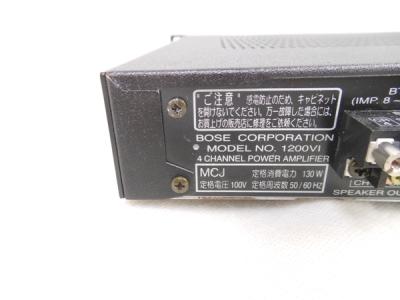 "ご注意" 感電防止のため、キャビネット
を開けないでください。万一故障した場合には、
お買上げの販売店に修理をご依頼ください。
BOSE CORPORATION
MODEL NO. 1200VI
4 CHANNEL POWER AMPLIFIER
MCJ 定格消費電力 130W
定格電圧 100V 定格周波数 50/60HZ
BT
(IMP. 8~
CH
SPEAKER OU